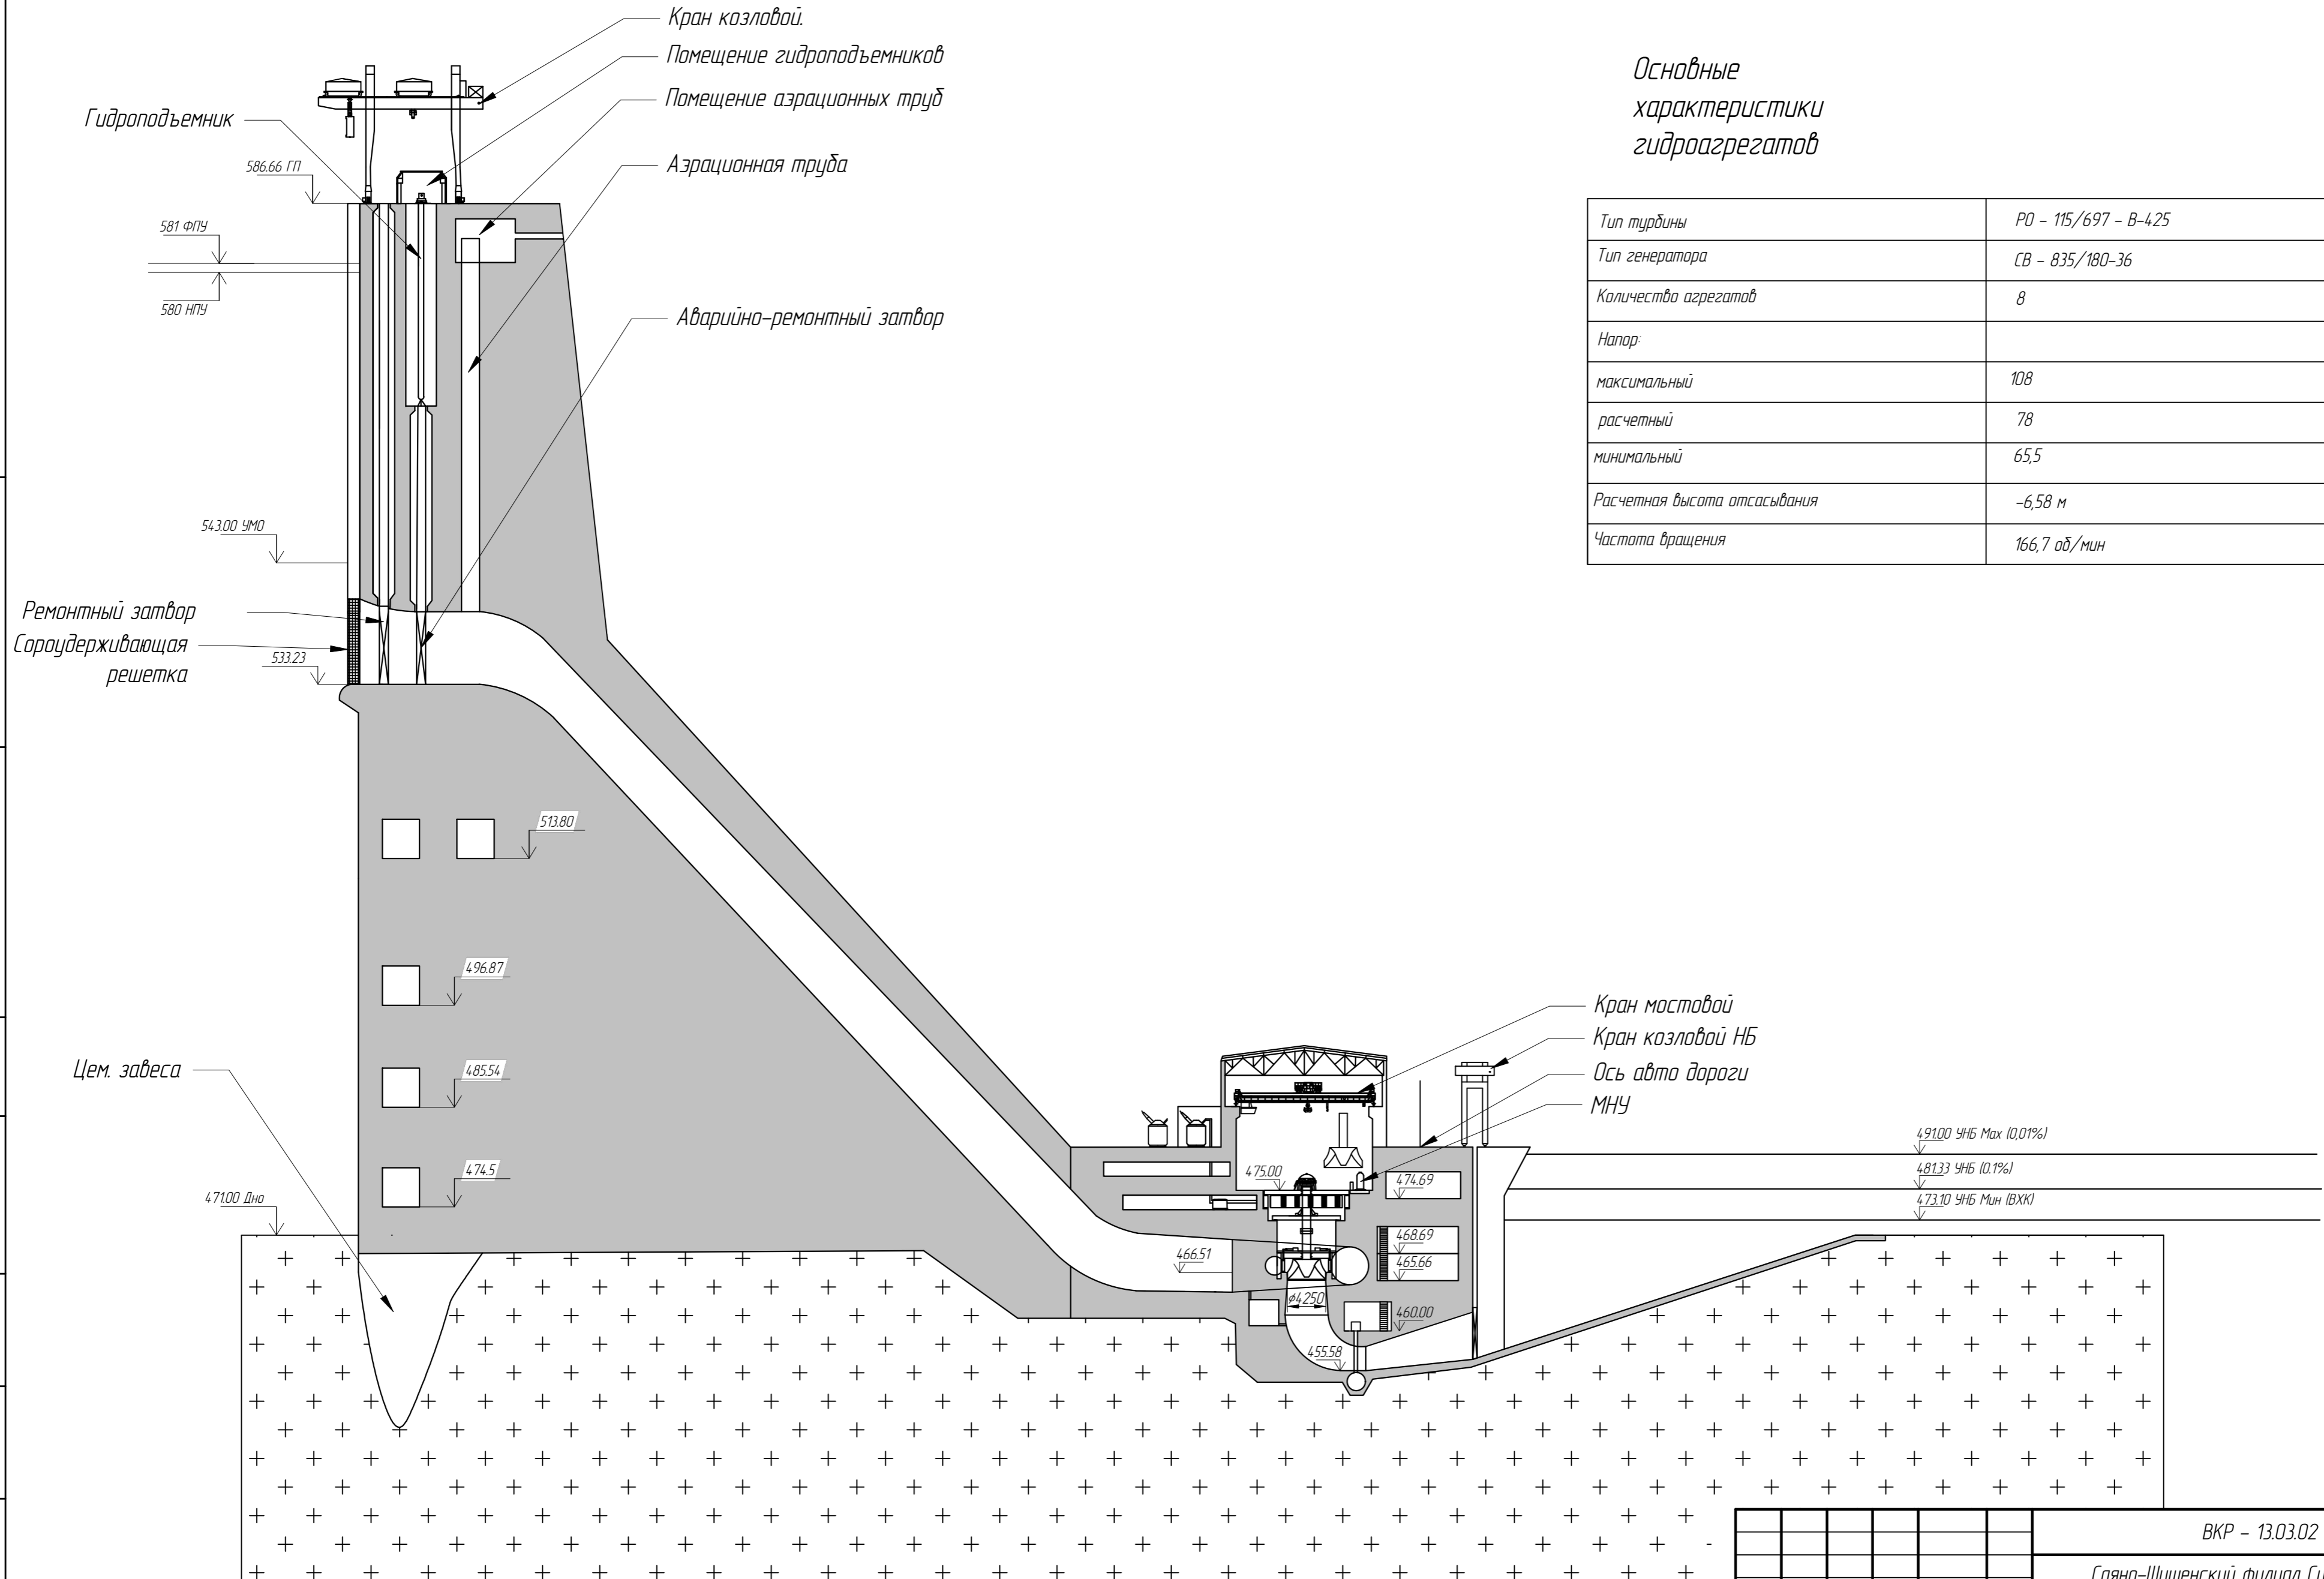 Кран козловой.
Помещение гидроподъемников
Помещение аэрационных труб
Гидроподъемник
Аэрационная труба
586.66 ГП
581 ФПУ
580 НПУ
Аварийно-ремонтный затвор
543.00 УМО
Ремонтный затвор
Сороудерживающая
решетка
533.23
513.80
496.87
485.54
474.5
Цем. завеса
471.00 Дно
Основные
характеристики
гидроагрегатов
Тип турбины РО - 115/697 - В-425
Тип генератора СВ - 835/180-36
Количество агрегатов 8
Напор:
максимальный 108
расчетный 78
минимальный 65,5
Расчетная высота отсасывания -6,58 м
Частота вращения 166,7 об/мин
Кран мостовой
Кран козловой НБ
Ось авто дороги
МНУ
491.00 УНБ Max (0,01%)
481.33 УНБ (0.1%)
473.10 УНБ Мин (ВХК)
475.00
474.69
468.69
466.51
465.66
ϕ4250
460.00
455.58
ВКР - 13.03.02
Саяно-Шушенский филиал